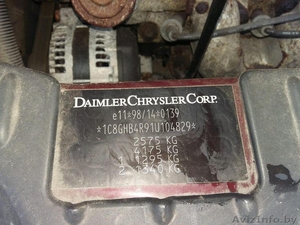 DAIMLERCHRYSLER CORP.
e11*98/14*0139
*1C8GHB4R91U104829*
2575 KG
4175 KG
1. 1295 KG
2. 1340 KG
AvizInfo.by